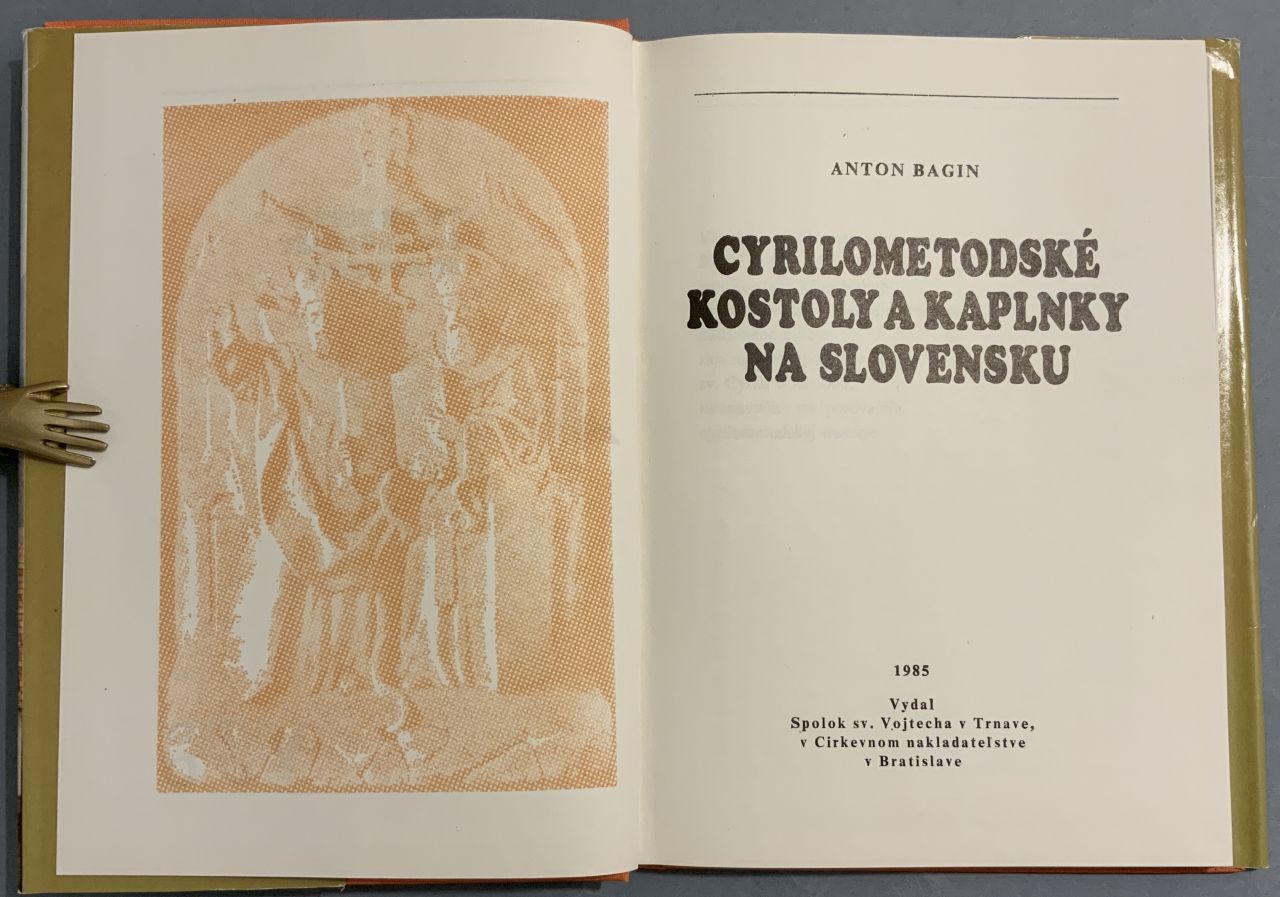 ANTON BAGIN
CYRILOMETODSKÉ
KOSTOLY A KAPLNKY
NA SLOVENSKU
1985
Vydal
Spolok sv. Vojtecha v Trnave,
v Cirkevnom nakladateľstve
v Bratislave